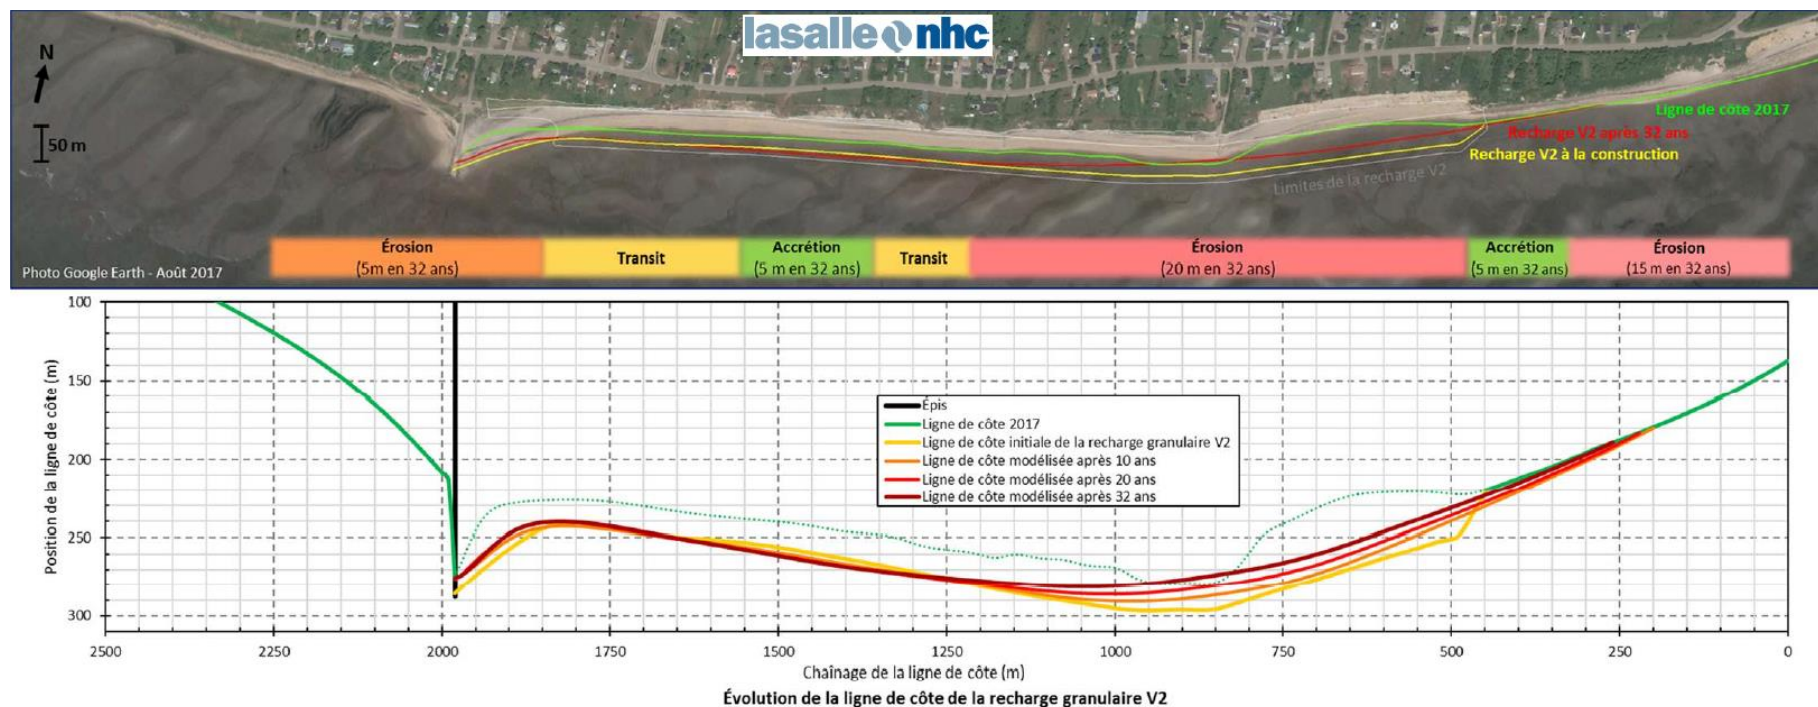 lasalle nhc
N
50 m
Ligne de côte 2017
Recharge V2 après 32 ans
Recharge V2 à la construction
Limites de la recharge V2
Érosion
(5m en 32 ans)
Transit
Accrétion
(5 m en 32 ans)
Transit
Érosion
(20 m en 32 ans)
Accrétion
(5 m en 32 ans)
Érosion
(15 m en 32 ans)
Photo Google Earth - Août 2017
Position de la ligne de côte (m)
100
150
200
250
300
Épis
Ligne de côte 2017
Ligne de côte initiale de la recharge granulaire V2
Ligne de côte modélisée après 10 ans
Ligne de côte modélisée après 20 ans
Ligne de côte modélisée après 32 ans
2500 2250 2000 1750 1500 1250 1000 750 500 250 0
Chaînage de la ligne de côte (m)
Évolution de la ligne de côte de la recharge granulaire V2